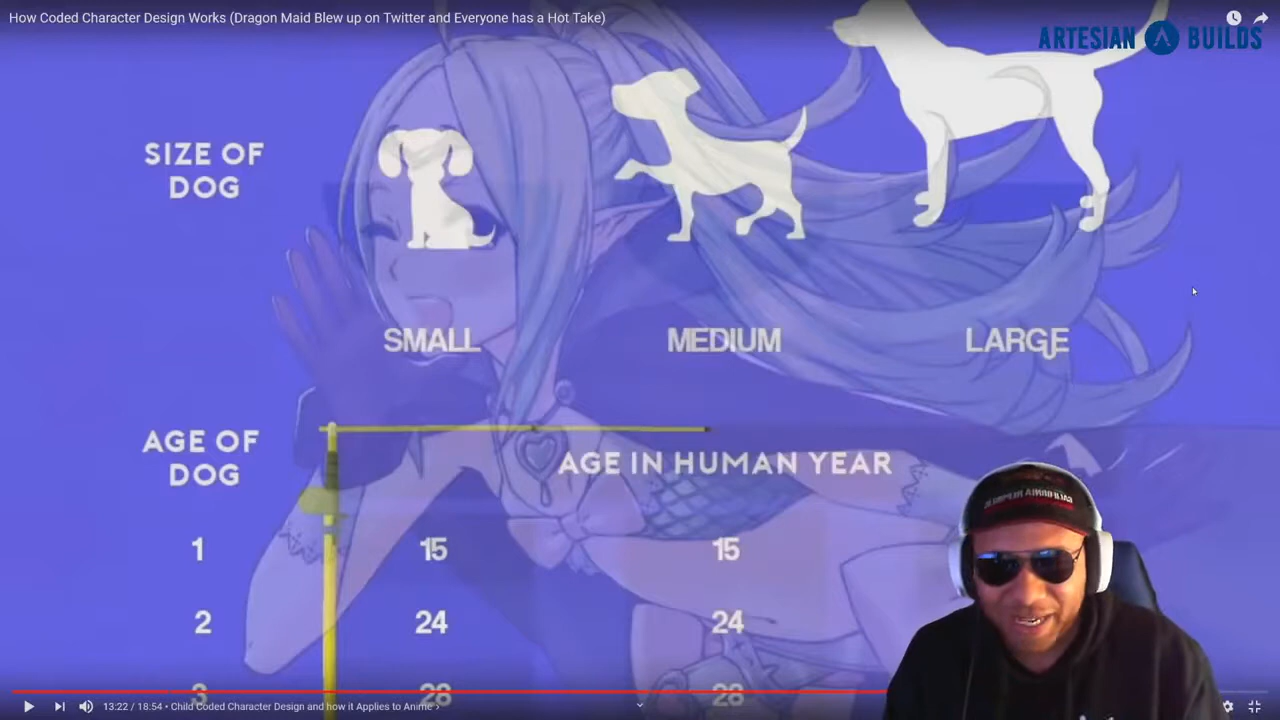 How Coded Character Design Works (Dragon Maid Blew up on Twitter and Everyone has a Hot Take)
ARTESIAN BUILDS
SIZE OF
DOG
SMALL MEDIUM LARGE
AGE OF
DOG
AGE IN HUMAN YEAR
1 15 15
2 24 24
3 28 28
13:22 / 18:54 • Child Coded Character Design and how it Applies to Anime ›